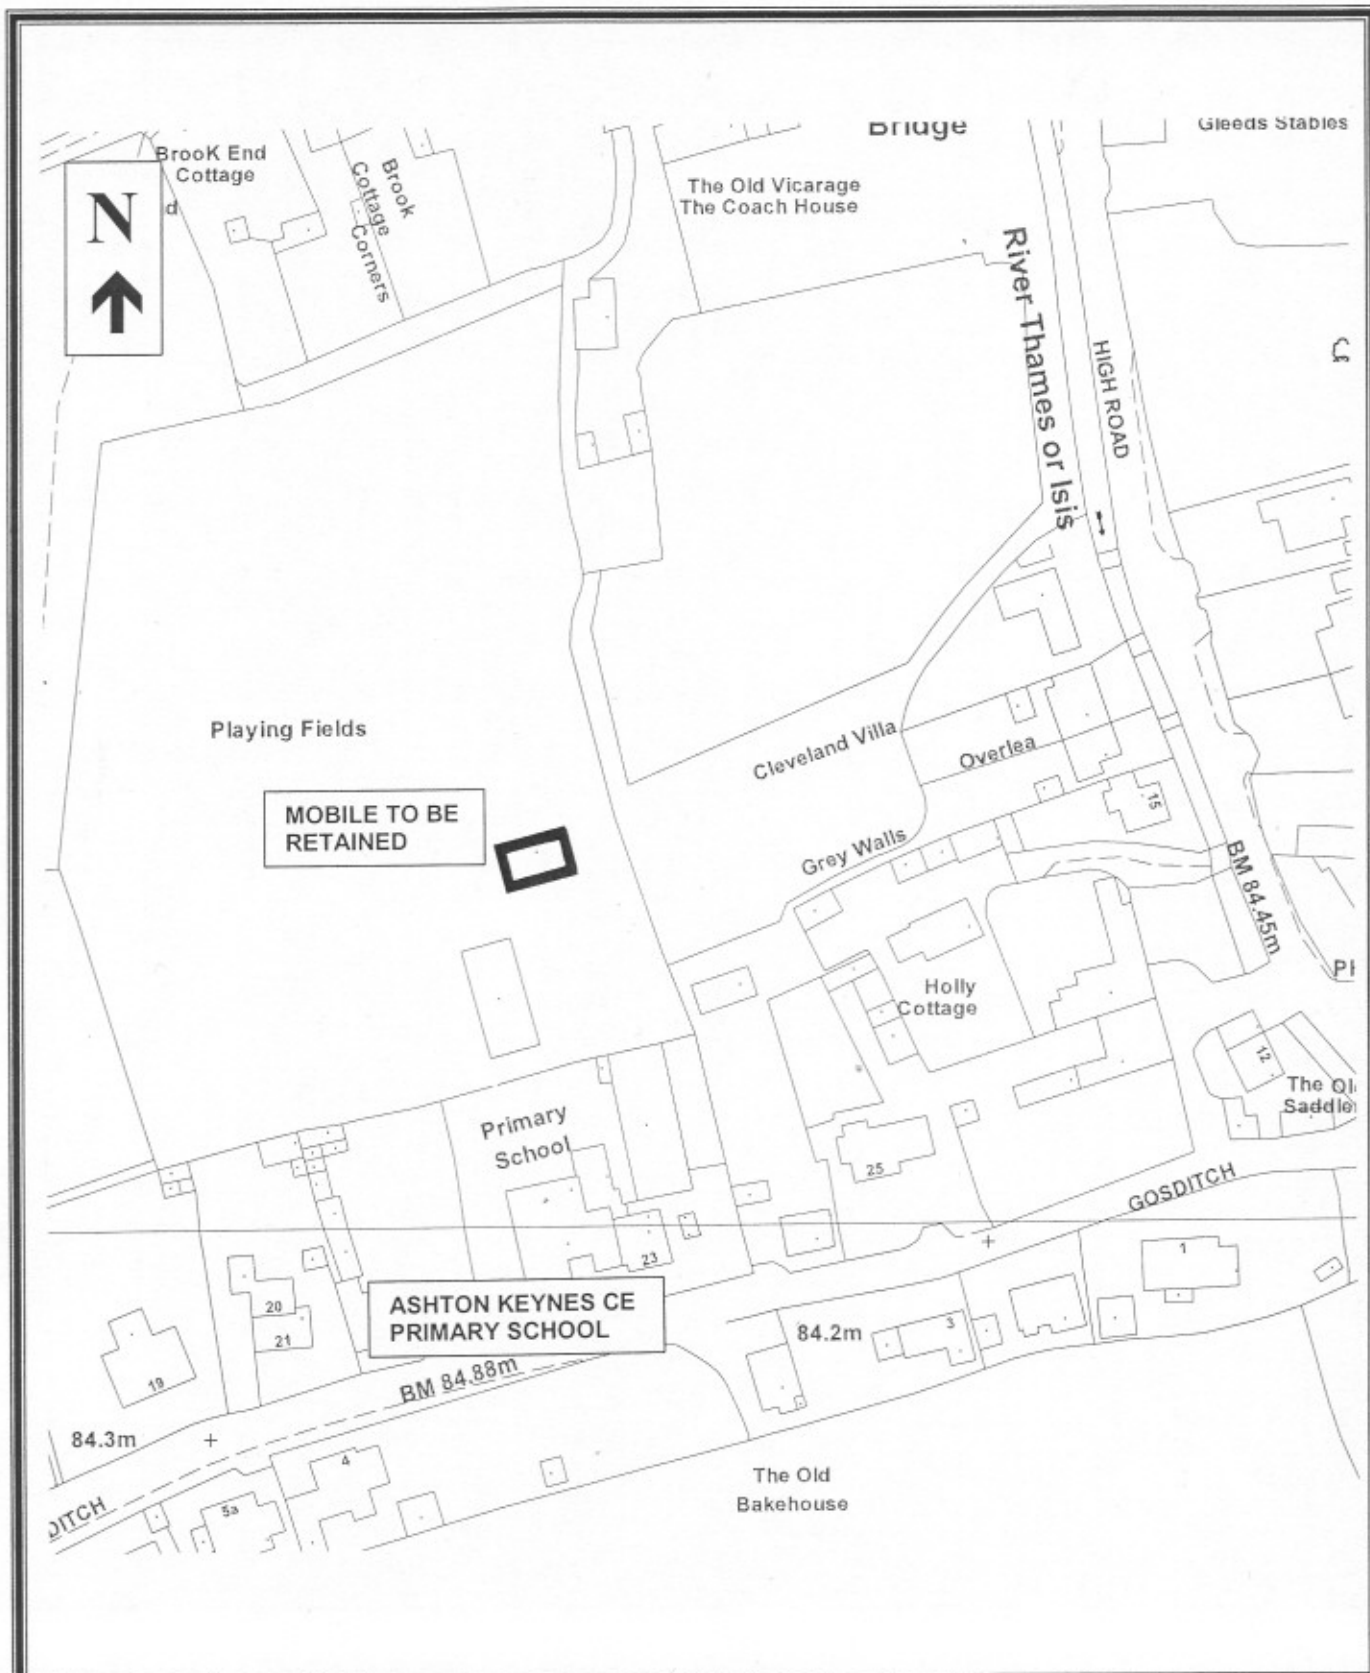 Bridge
Gleeds Stables
BrooK End
Cottage
Brook
Cottage
Corners
The Old Vicarage
The Coach House
N
d
River Thames or Isis
HIGH ROAD
Playing Fields
MOBILE TO BE
RETAINED
Cleveland Villa
Overlea
15
Grey Walls
BM 84.45m
Holly
Cottage
12
The Ol
Saddle
Primary
School
25
GOSDITCH
23
1
20
21
ASHTON KEYNES CE
PRIMARY SCHOOL
84.2m
3
19
BM 84.88m
84.3m
4
The Old
Bakehouse
5a
DITCH